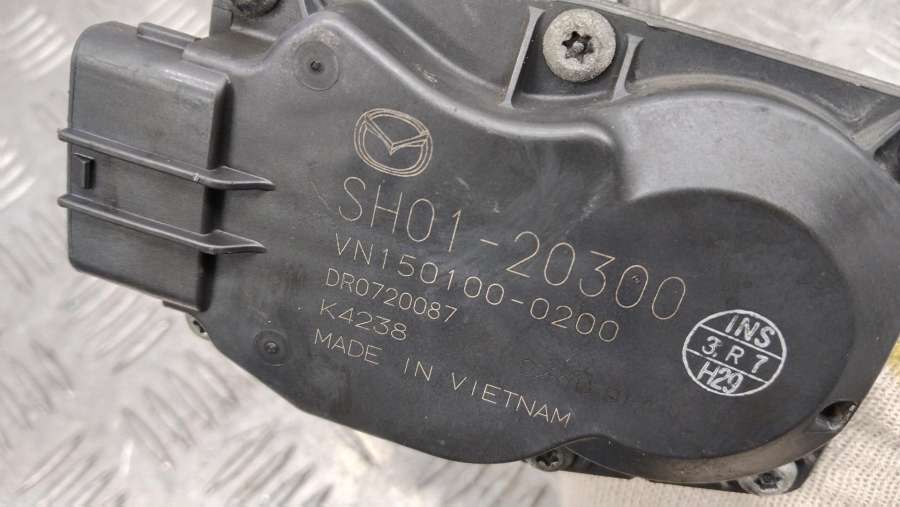 SH01-20300
VN150100-0200
DR0720087
K4238
MADE IN VIETNAM
INS
3. R 7
H29